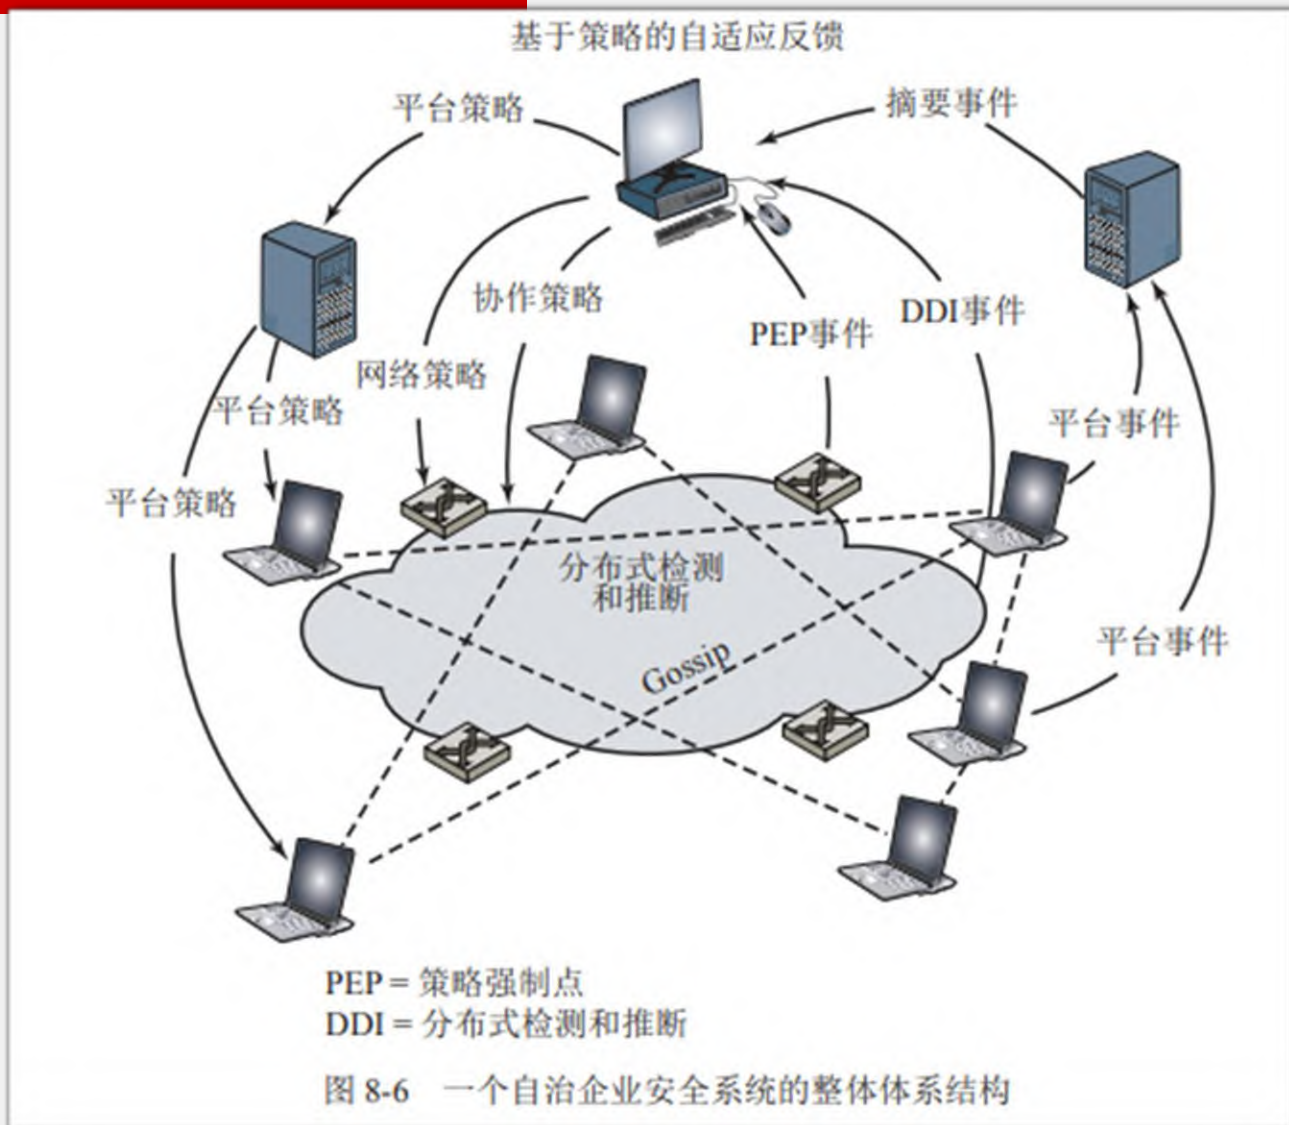 基于策略的自适应反馈
平台策略
摘要事件
协作策略
DDI事件
PEP事件
网络策略
平台策略
平台事件
平台策略
分布式检测
和推断
Gossip
平台事件
PEP = 策略强制点
DDI = 分布式检测和推断
图 8-6 一个自治企业安全系统的整体体系结构